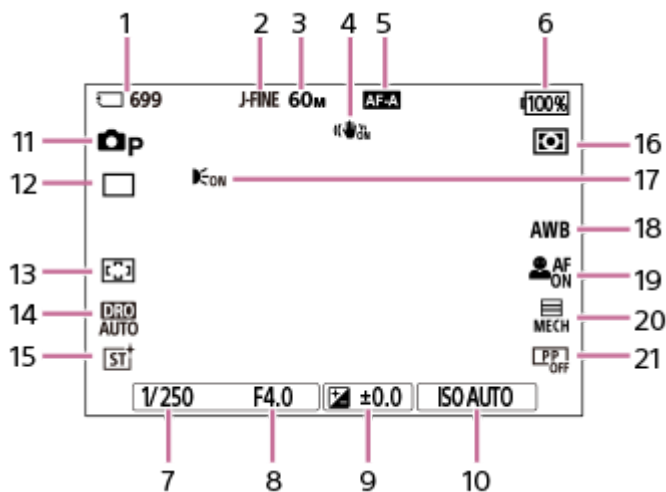 1 2 3 4 5 6
699 J-FINE 60M AF-A 100%
ON
11 P 16
12 ON 17
AWB 18
13 AF ON 19
14 DRO AUTO MECH 20
15 ST+ PP OFF 21
1/250 F4.0 ±0.0 ISO AUTO
7 8 9 10